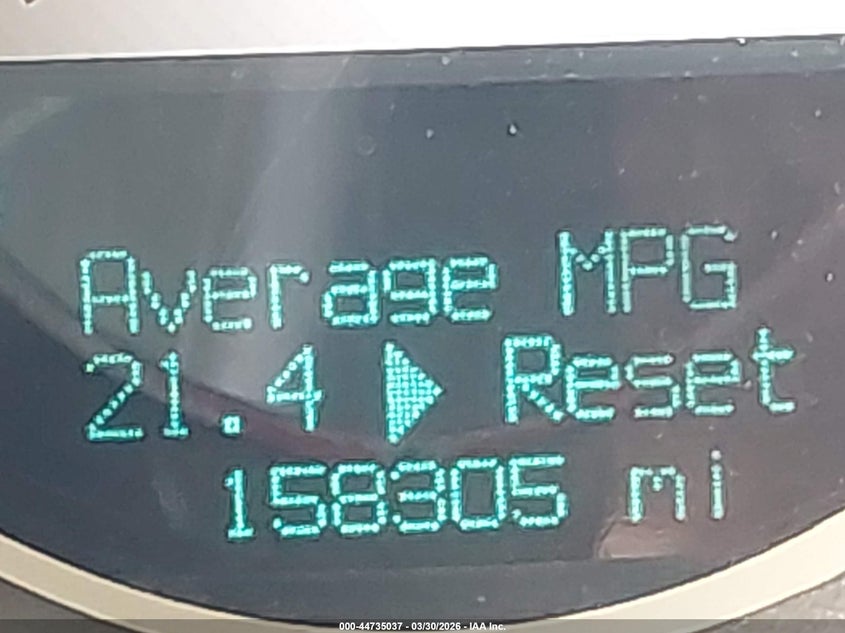 Average MPG
21.4 ▶ Reset
158305 mi
000-44735037 - 03/30/2026 - IAA Inc.